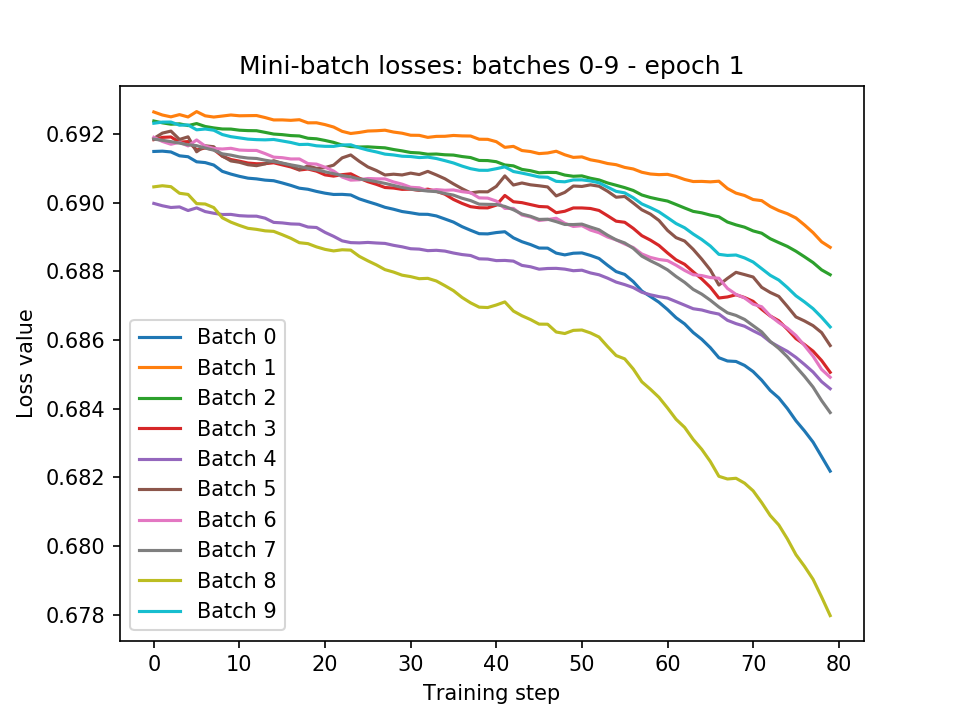 Mini-batch losses: batches 0-9 - epoch 1
0.692
0.690
0.688
0.686
0.684
0.682
0.680
0.678
Loss value
Batch 0
Batch 1
Batch 2
Batch 3
Batch 4
Batch 5
Batch 6
Batch 7
Batch 8
Batch 9
0 10 20 30 40 50 60 70 80
Training step